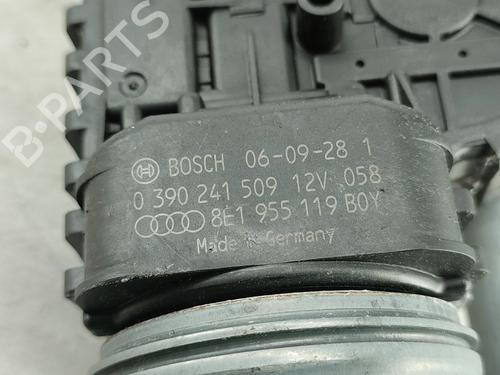 BOSCH 06-09-28 1
0 390 241 509 12V 058
8E1 955 119 B0Y
Made in Germany
B-PARTS